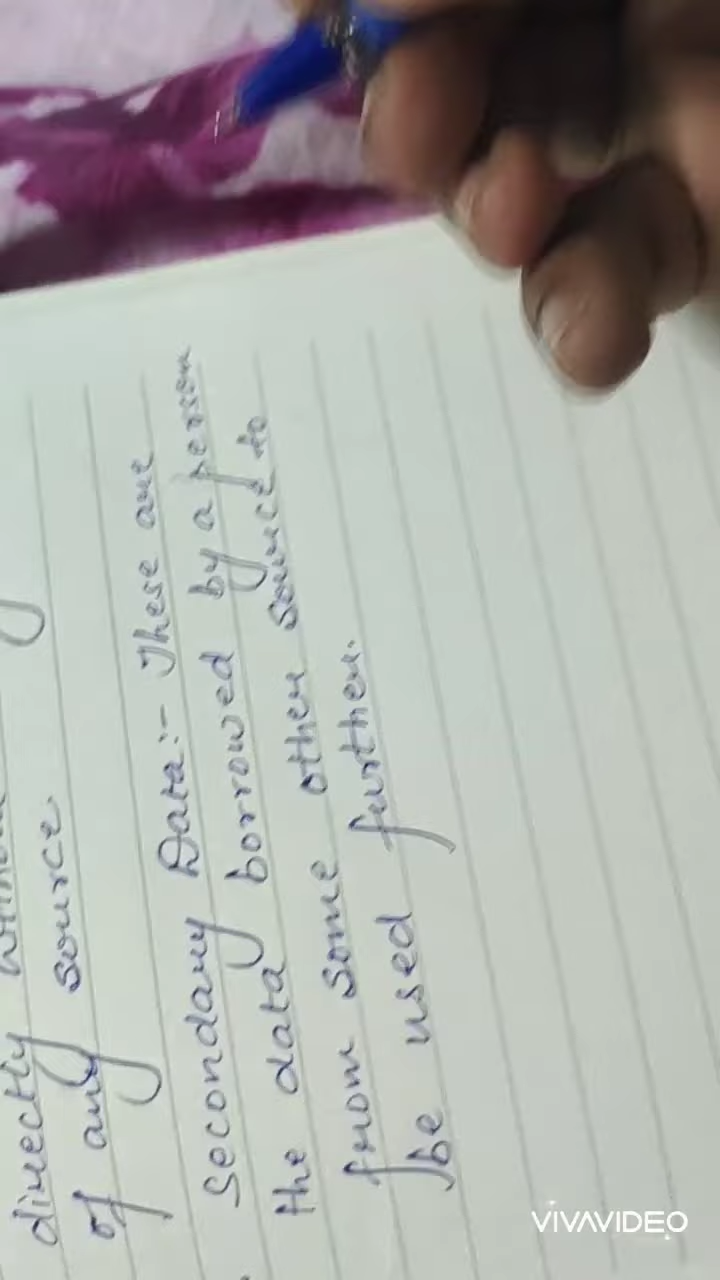 directly
of any source
Secondary Data:- These are
the data borrowed by a person
from some other source to
be used further.
VIVAVIDEO